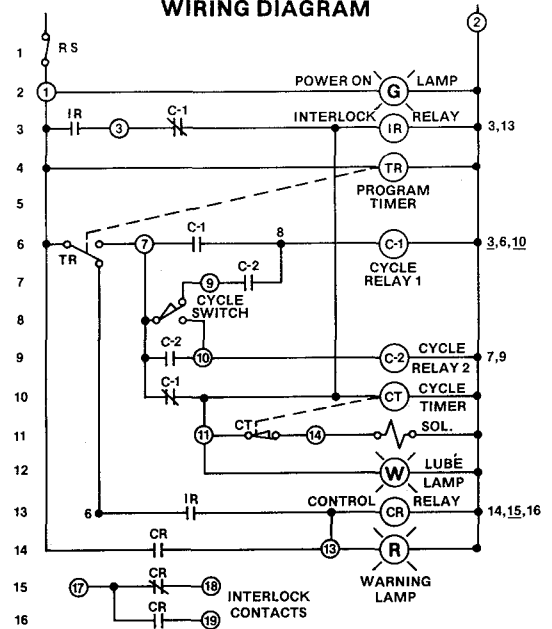 WIRING DIAGRAM
2
1 RS
2 1 POWER ON G LAMP
INTERLOCK RELAY
3 IR 3 C-1 IR 3,13
4 TR
PROGRAM
TIMER
5
6 TR 7 C-1 8 C-1 3,6,10
CYCLE
RELAY 1
7 9 C-2
CYCLE
SWITCH
8
9 C-2 10 C-2 CYCLE
RELAY 2 7,9
10 C-1 CT CYCLE
TIMER
11 11 CT 14 SOL.
12 W LUBE
LAMP
13 6 IR CONTROL CR RELAY 14,15,16
14 CR 13 R
WARNING
LAMP
15 17 CR 18
INTERLOCK
CONTACTS
16 CR 19